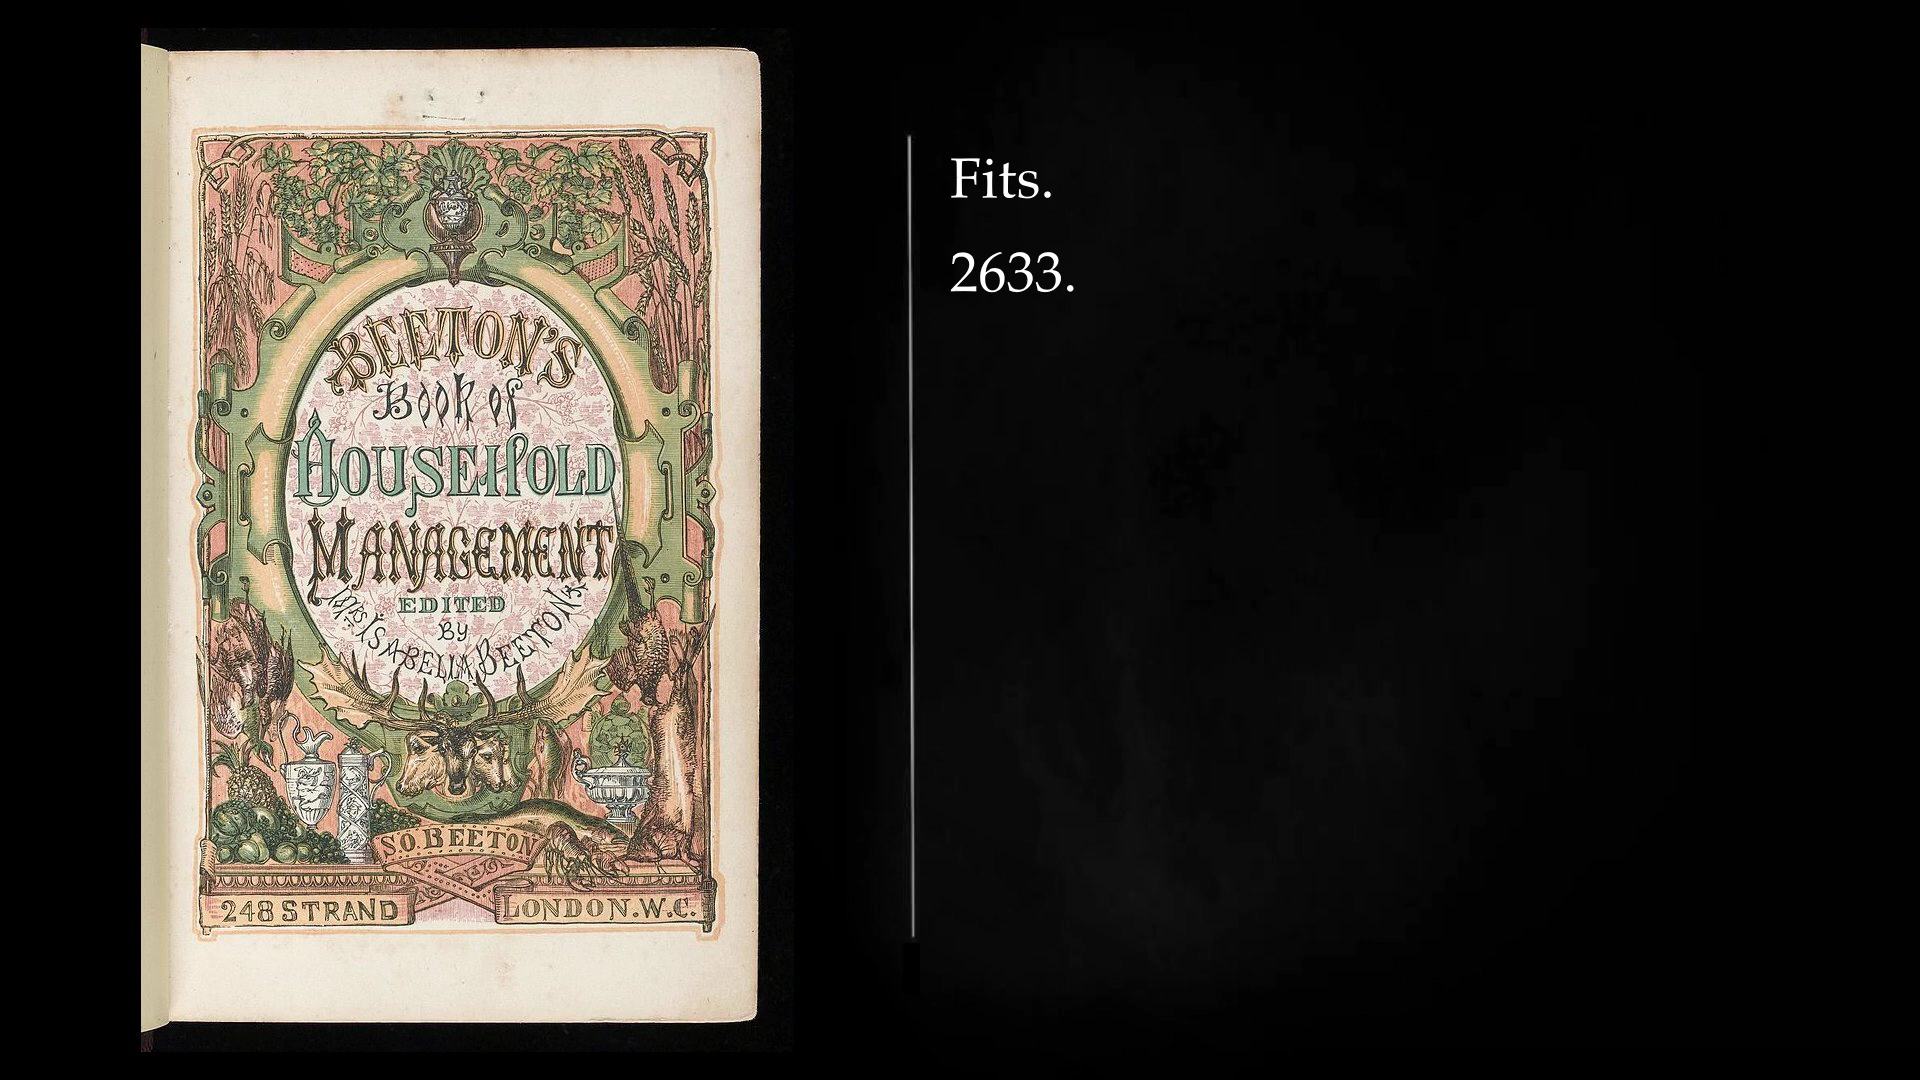 BEETON'S
Book of
HOUSEHOLD
MANAGEMENT
EDITED
By
MRS ISABELLA BEETON
S.O. BEETON
248 STRAND
LONDON. W.C.
Fits.
2633.